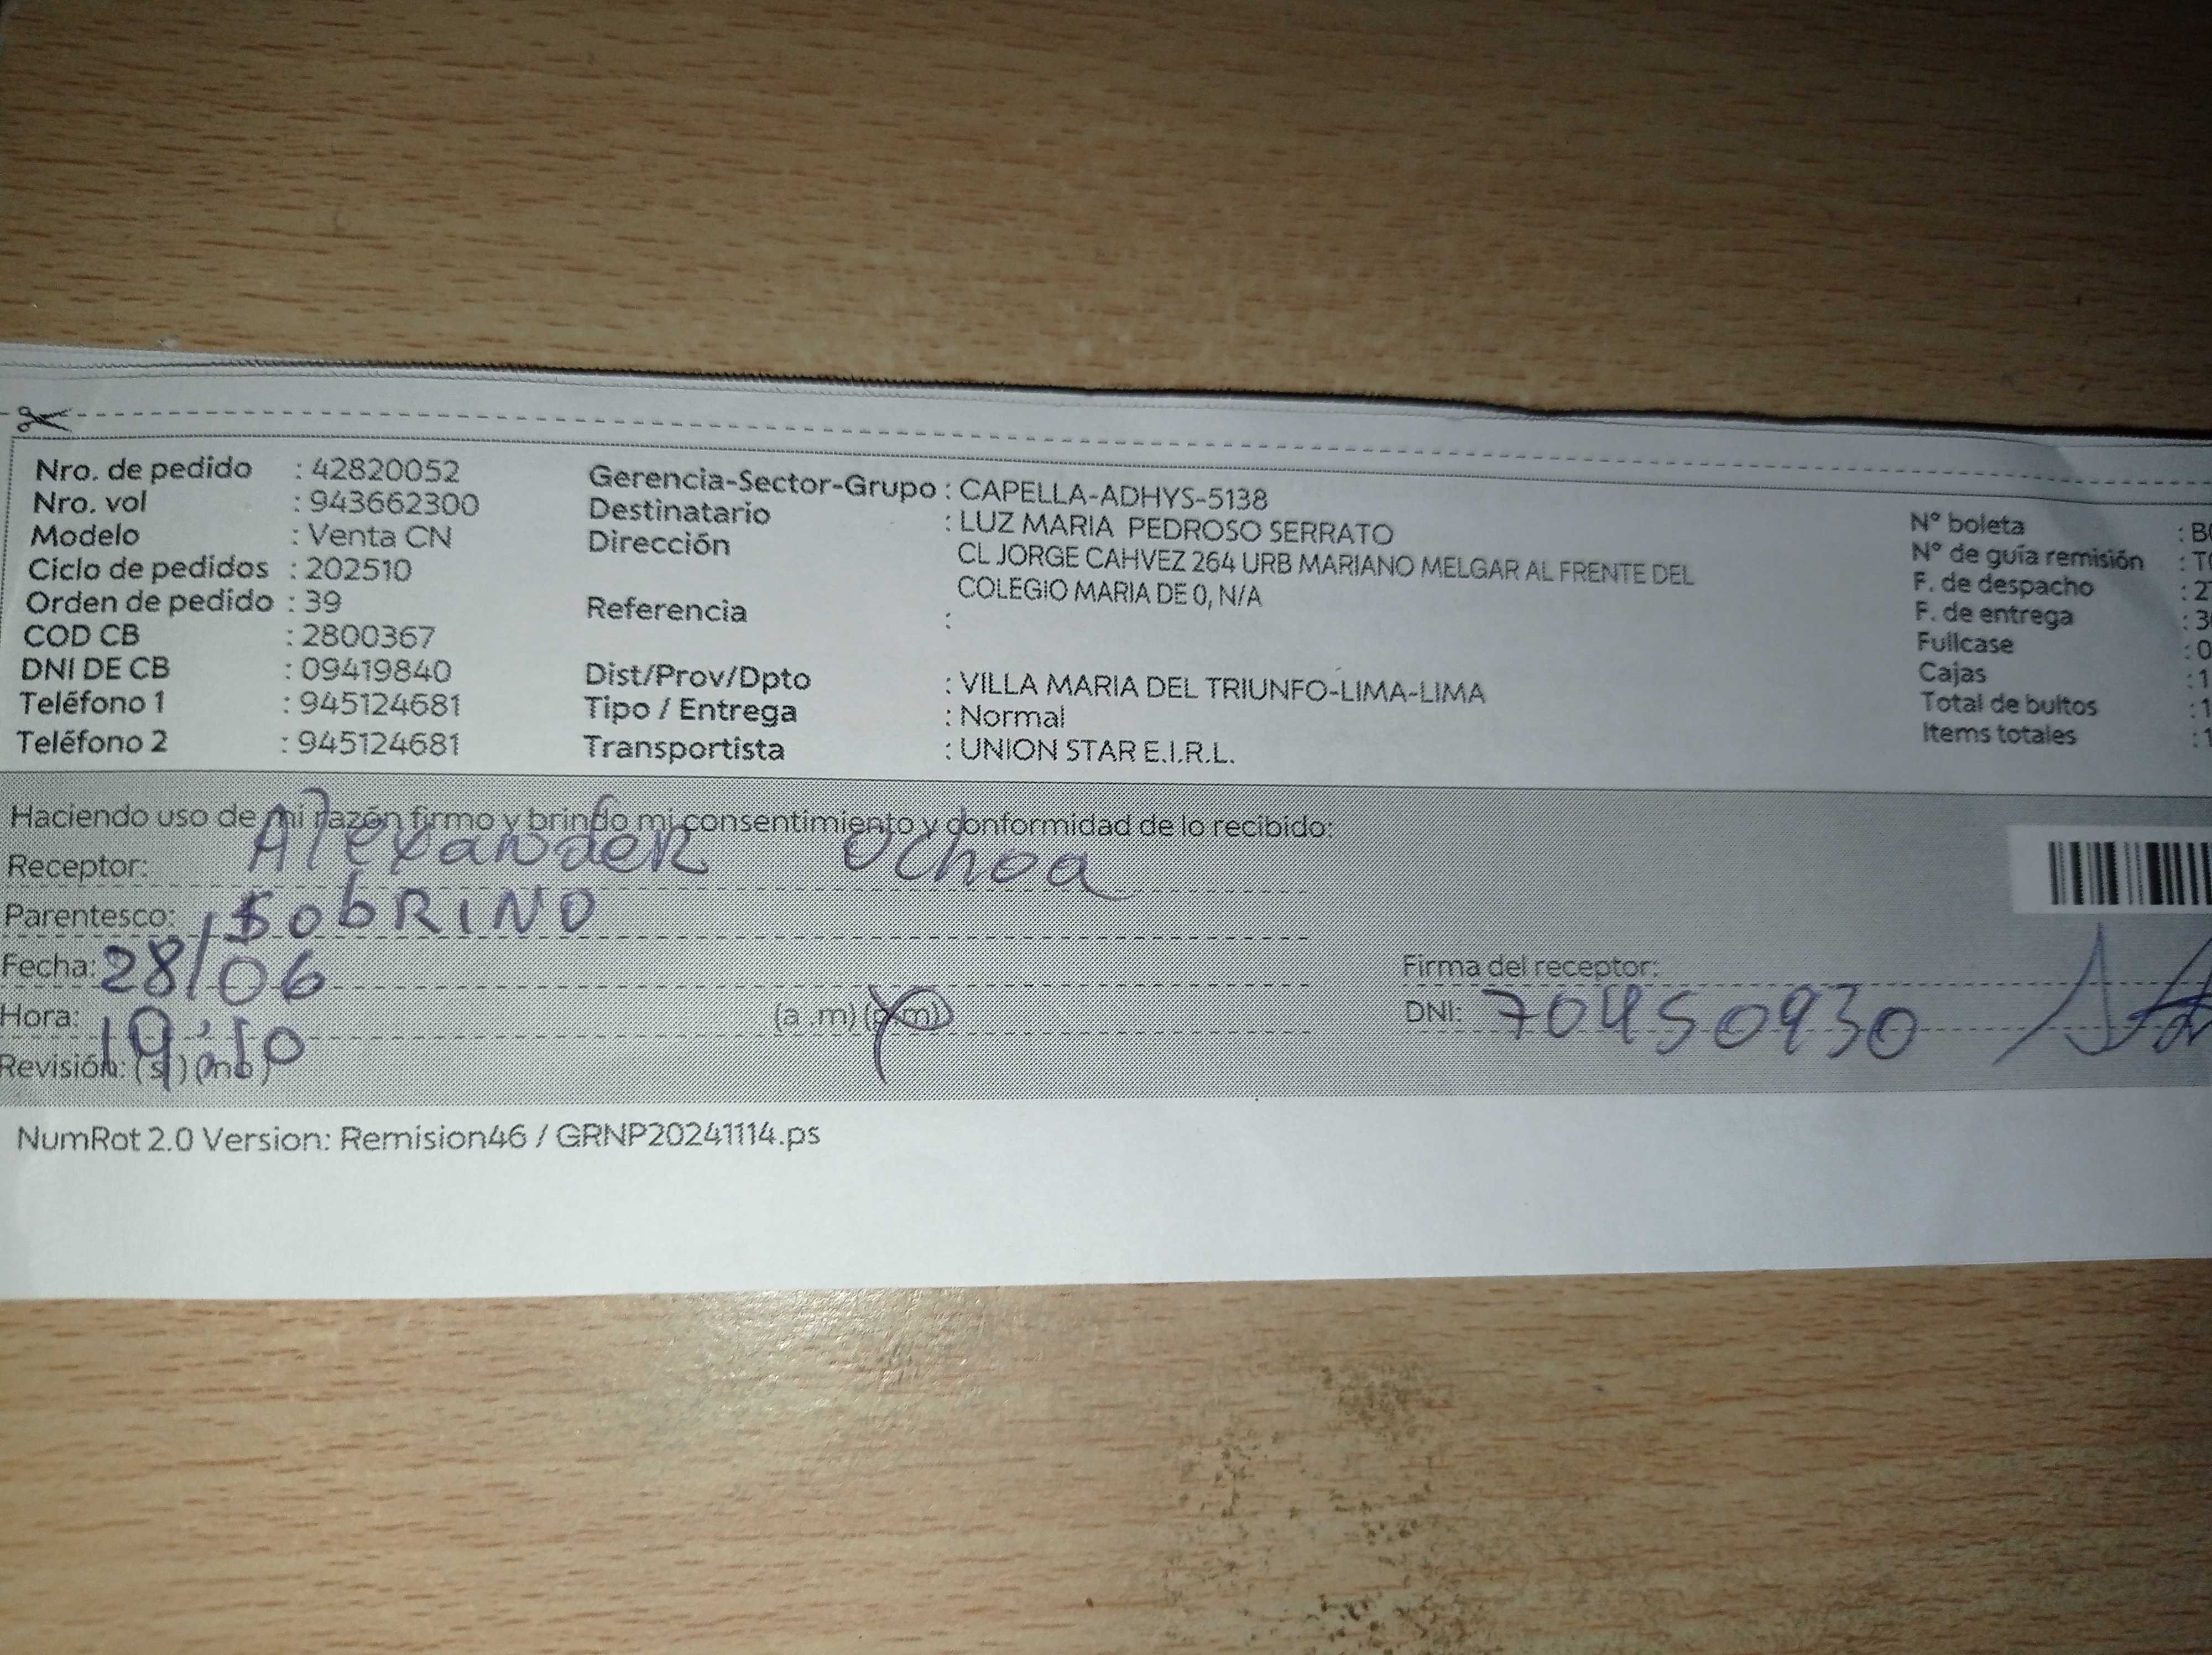 Nro. de pedido : 42820052
Nro. vol : 943662300
Modelo : Venta CN
Ciclo de pedidos : 202510
Orden de pedido : 39
COD CB : 2800367
DNI DE CB : 09419840
Teléfono 1 : 945124681
Teléfono 2 : 945124681
Gerencia-Sector-Grupo : CAPELLA-ADHYS-5138
Destinatario : LUZ MARIA PEDROSO SERRATO
Dirección CL JORGE CAHVEZ 264 URB MARIANO MELGAR AL FRENTE DEL
COLEGIO MARIA DE 0, N/A
Referencia :
Dist/Prov/Dpto : VILLA MARIA DEL TRIUNFO-LIMA-LIMA
Tipo / Entrega : Normal
Transportista : UNION STAR E.I.R.L.
N° boleta : B
N° de guía remisión : T
F. de despacho : 2
F. de entrega : 3
Fullcase : 0
Cajas : 1
Total de bultos : 1
Items totales : 1
Haciendo uso de mi razón firmo y brindo mi consentimiento y conformidad de lo recibido:
Receptor: Alexander Ochoa
Parentesco: SobRINO
Fecha: 28/06
Hora: 19:10 (a .m) (p.m)
Revisión: (si) (no)
Firma del receptor:
DNI: 70450930
NumRot 2.0 Version: Remision46 / GRNP20241114.ps